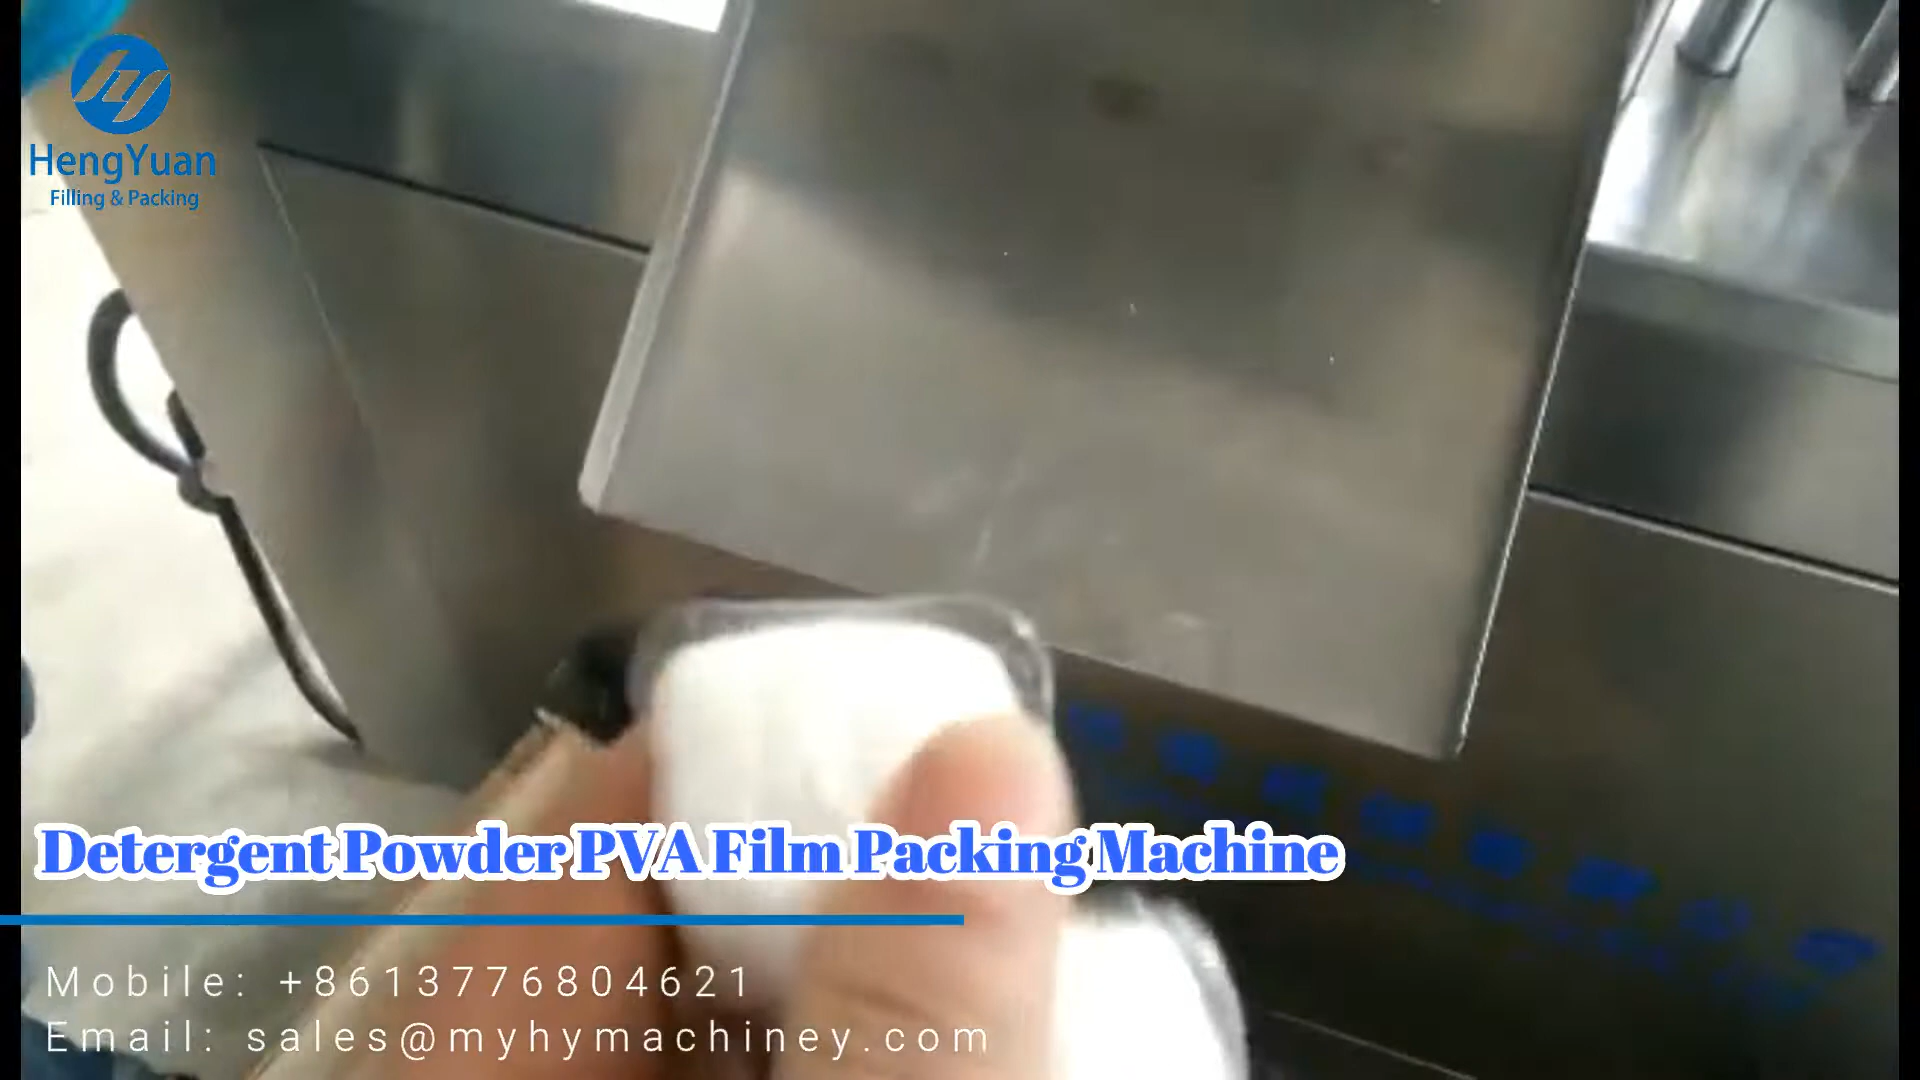 HengYuan
Filling & Packing
Detergent Powder PVA Film Packing Machine
Mobile: +8613776804621
Email: sales@myhymachiney.com